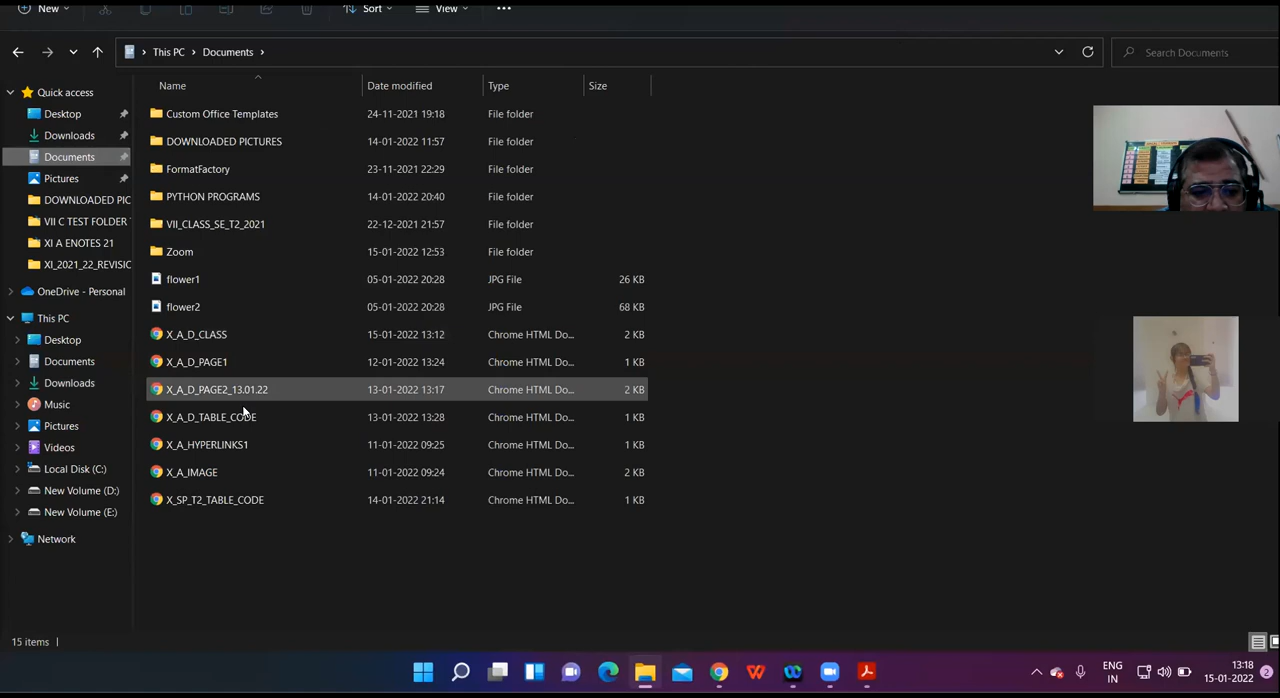 New Sort View •••
This PC Documents Search Documents
Name Date modified Type Size
Quick access
Desktop
Downloads
Documents
Pictures
DOWNLOADED PIC
VII C TEST FOLDER
XI A ENOTES 21
XI_2021_22_REVISIO
OneDrive - Personal
This PC
Desktop
Documents
Downloads
Music
Pictures
Videos
Local Disk (C:)
New Volume (D:)
New Volume (E:)
Network
Custom Office Templates 24-11-2021 19:18 File folder
DOWNLOADED PICTURES 14-01-2022 11:57 File folder
FormatFactory 23-11-2021 22:29 File folder
PYTHON PROGRAMS 14-01-2022 20:40 File folder
VII_CLASS_SE_T2_2021 22-12-2021 21:57 File folder
Zoom 15-01-2022 12:53 File folder
flower1 05-01-2022 20:28 JPG File 26 KB
flower2 05-01-2022 20:28 JPG File 68 KB
X_A_D_CLASS 15-01-2022 13:12 Chrome HTML Do... 2 KB
X_A_D_PAGE1 12-01-2022 13:24 Chrome HTML Do... 1 KB
X_A_D_PAGE2_13.01.22 13-01-2022 13:17 Chrome HTML Do... 2 KB
X_A_D_TABLE_CODE 13-01-2022 13:28 Chrome HTML Do... 1 KB
X_A_HYPERLINKS1 11-01-2022 09:25 Chrome HTML Do... 1 KB
X_A_IMAGE 11-01-2022 09:24 Chrome HTML Do... 2 KB
X_SP_T2_TABLE_CODE 14-01-2022 21:14 Chrome HTML Do... 1 KB
15 items
ENG
IN
13:18
15-01-2022
2